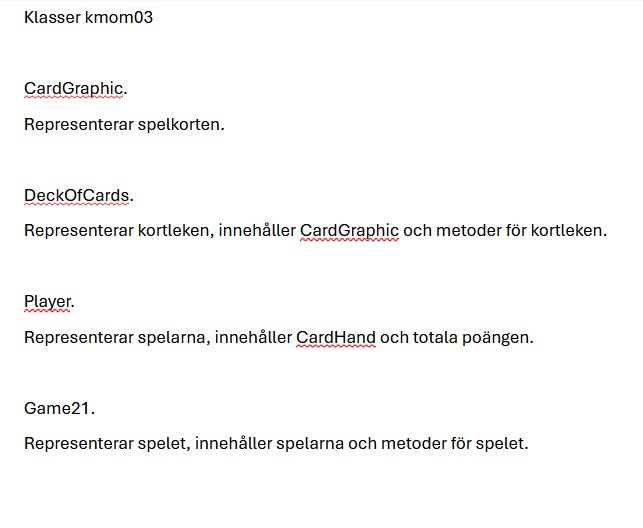 Klasser kmom03
CardGraphic.
Representerar spelkorten.
DeckOfCards.
Representerar kortleken, innehåller CardGraphic och metoder för kortleken.
Player.
Representerar spelarna, innehåller CardHand och totala poängen.
Game21.
Representerar spelet, innehåller spelarna och metoder för spelet.